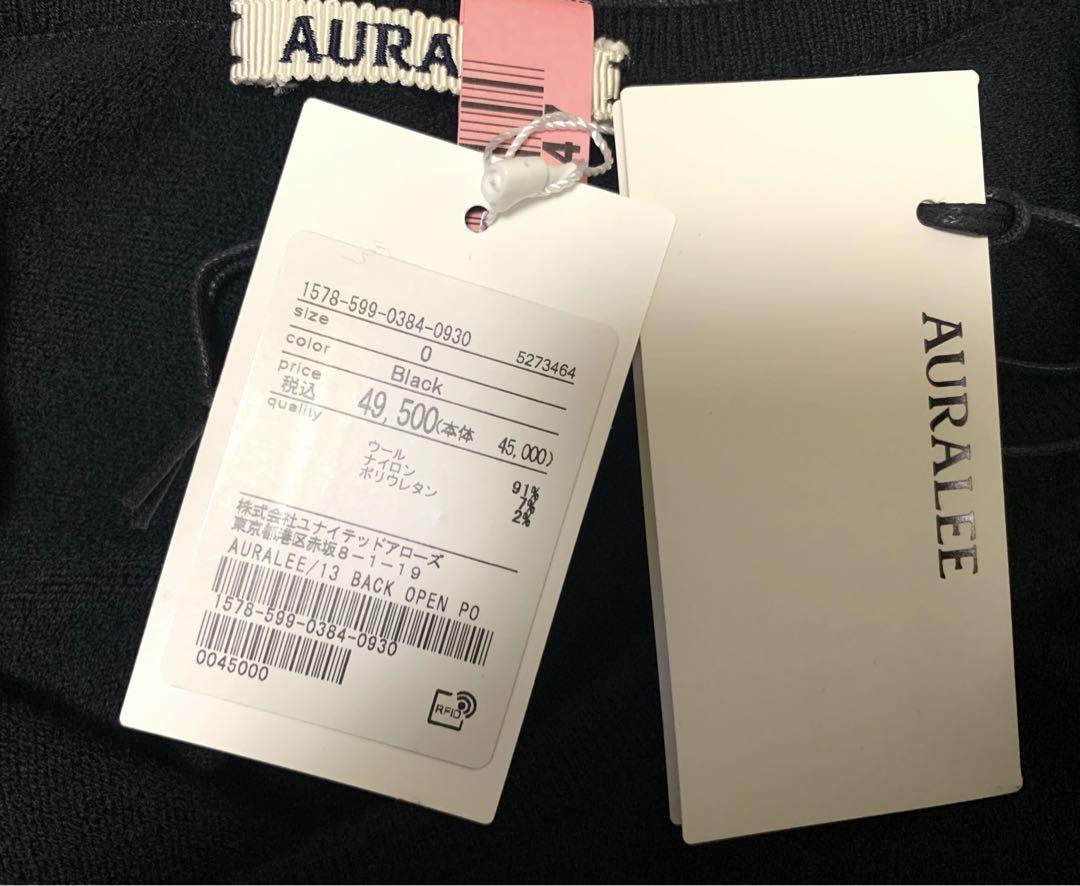 AURA
4
1578-599-0384-0930
5273464
size 0
color Black
price
税込 49,500(本体 45,000)
quality
ウール 91%
ナイロン 7%
ポリウレタン 2%
株式会社ユナイテッドアローズ
東京都港区赤坂8-1-19
AURALEE/13 BACK OPEN PO
1578-599-0384-0930
0045000
RFID
AURALEE